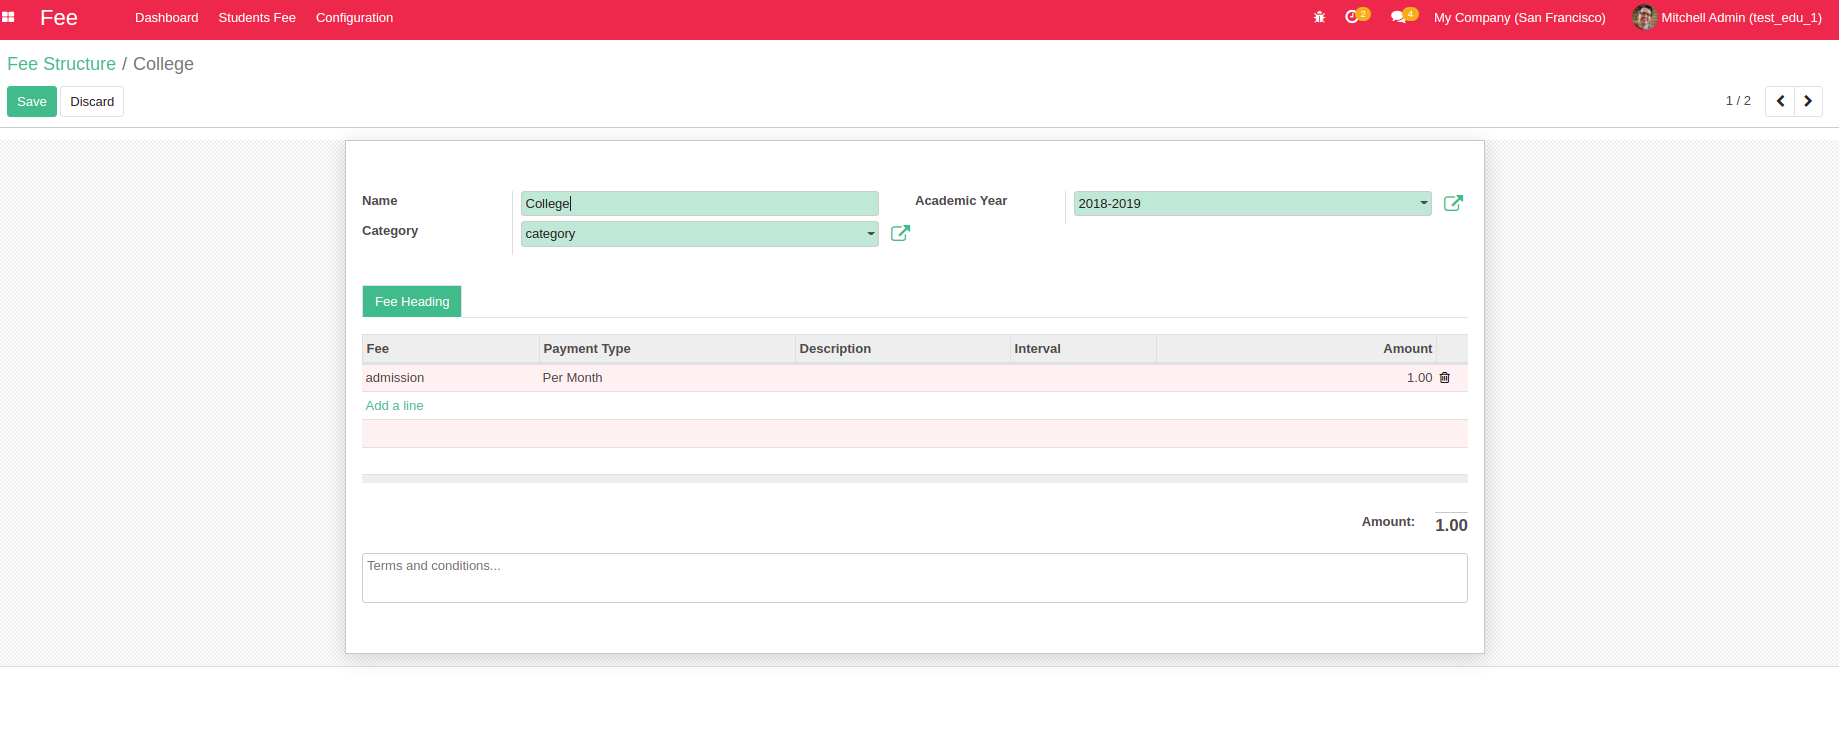 Fee Dashboard Students Fee Configuration 2 4 My Company (San Francisco) Mitchell Admin (test_edu_1)
Fee Structure / College
Save Discard 1 / 2
Name College Academic Year 2018-2019
Category category
Fee Heading
Fee Payment Type Description Interval Amount
admission Per Month 1.00
Add a line
Amount: 1.00
Terms and conditions...